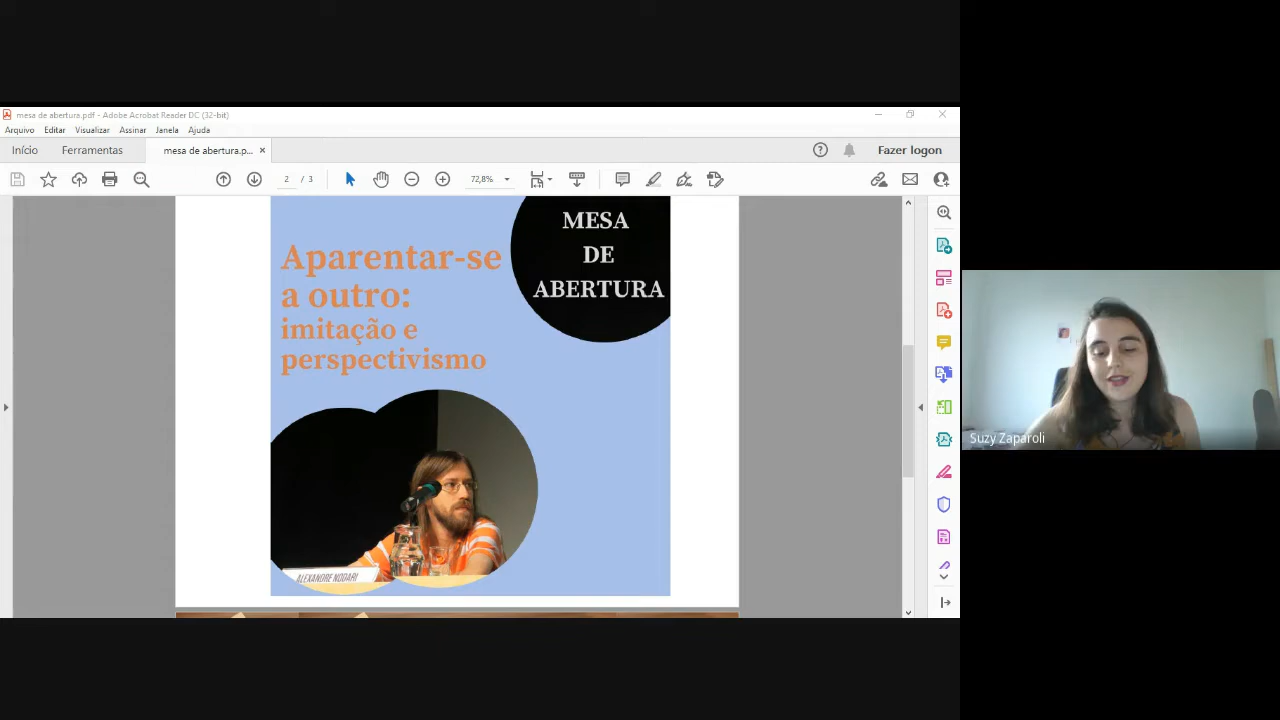 mesa de abertura.pdf - Adobe Acrobat Reader DC (32-bit)
Arquivo Editar Visualizar Assinar Janela Ajuda
Início Ferramentas mesa de abertura.p... × Fazer logon
2 / 3 72,8%
MESA
DE
ABERTURA
Aparentar-se
a outro:
imitação e
perspectivismo
ALEXANDRE NODARI
Suzy Zaparoli